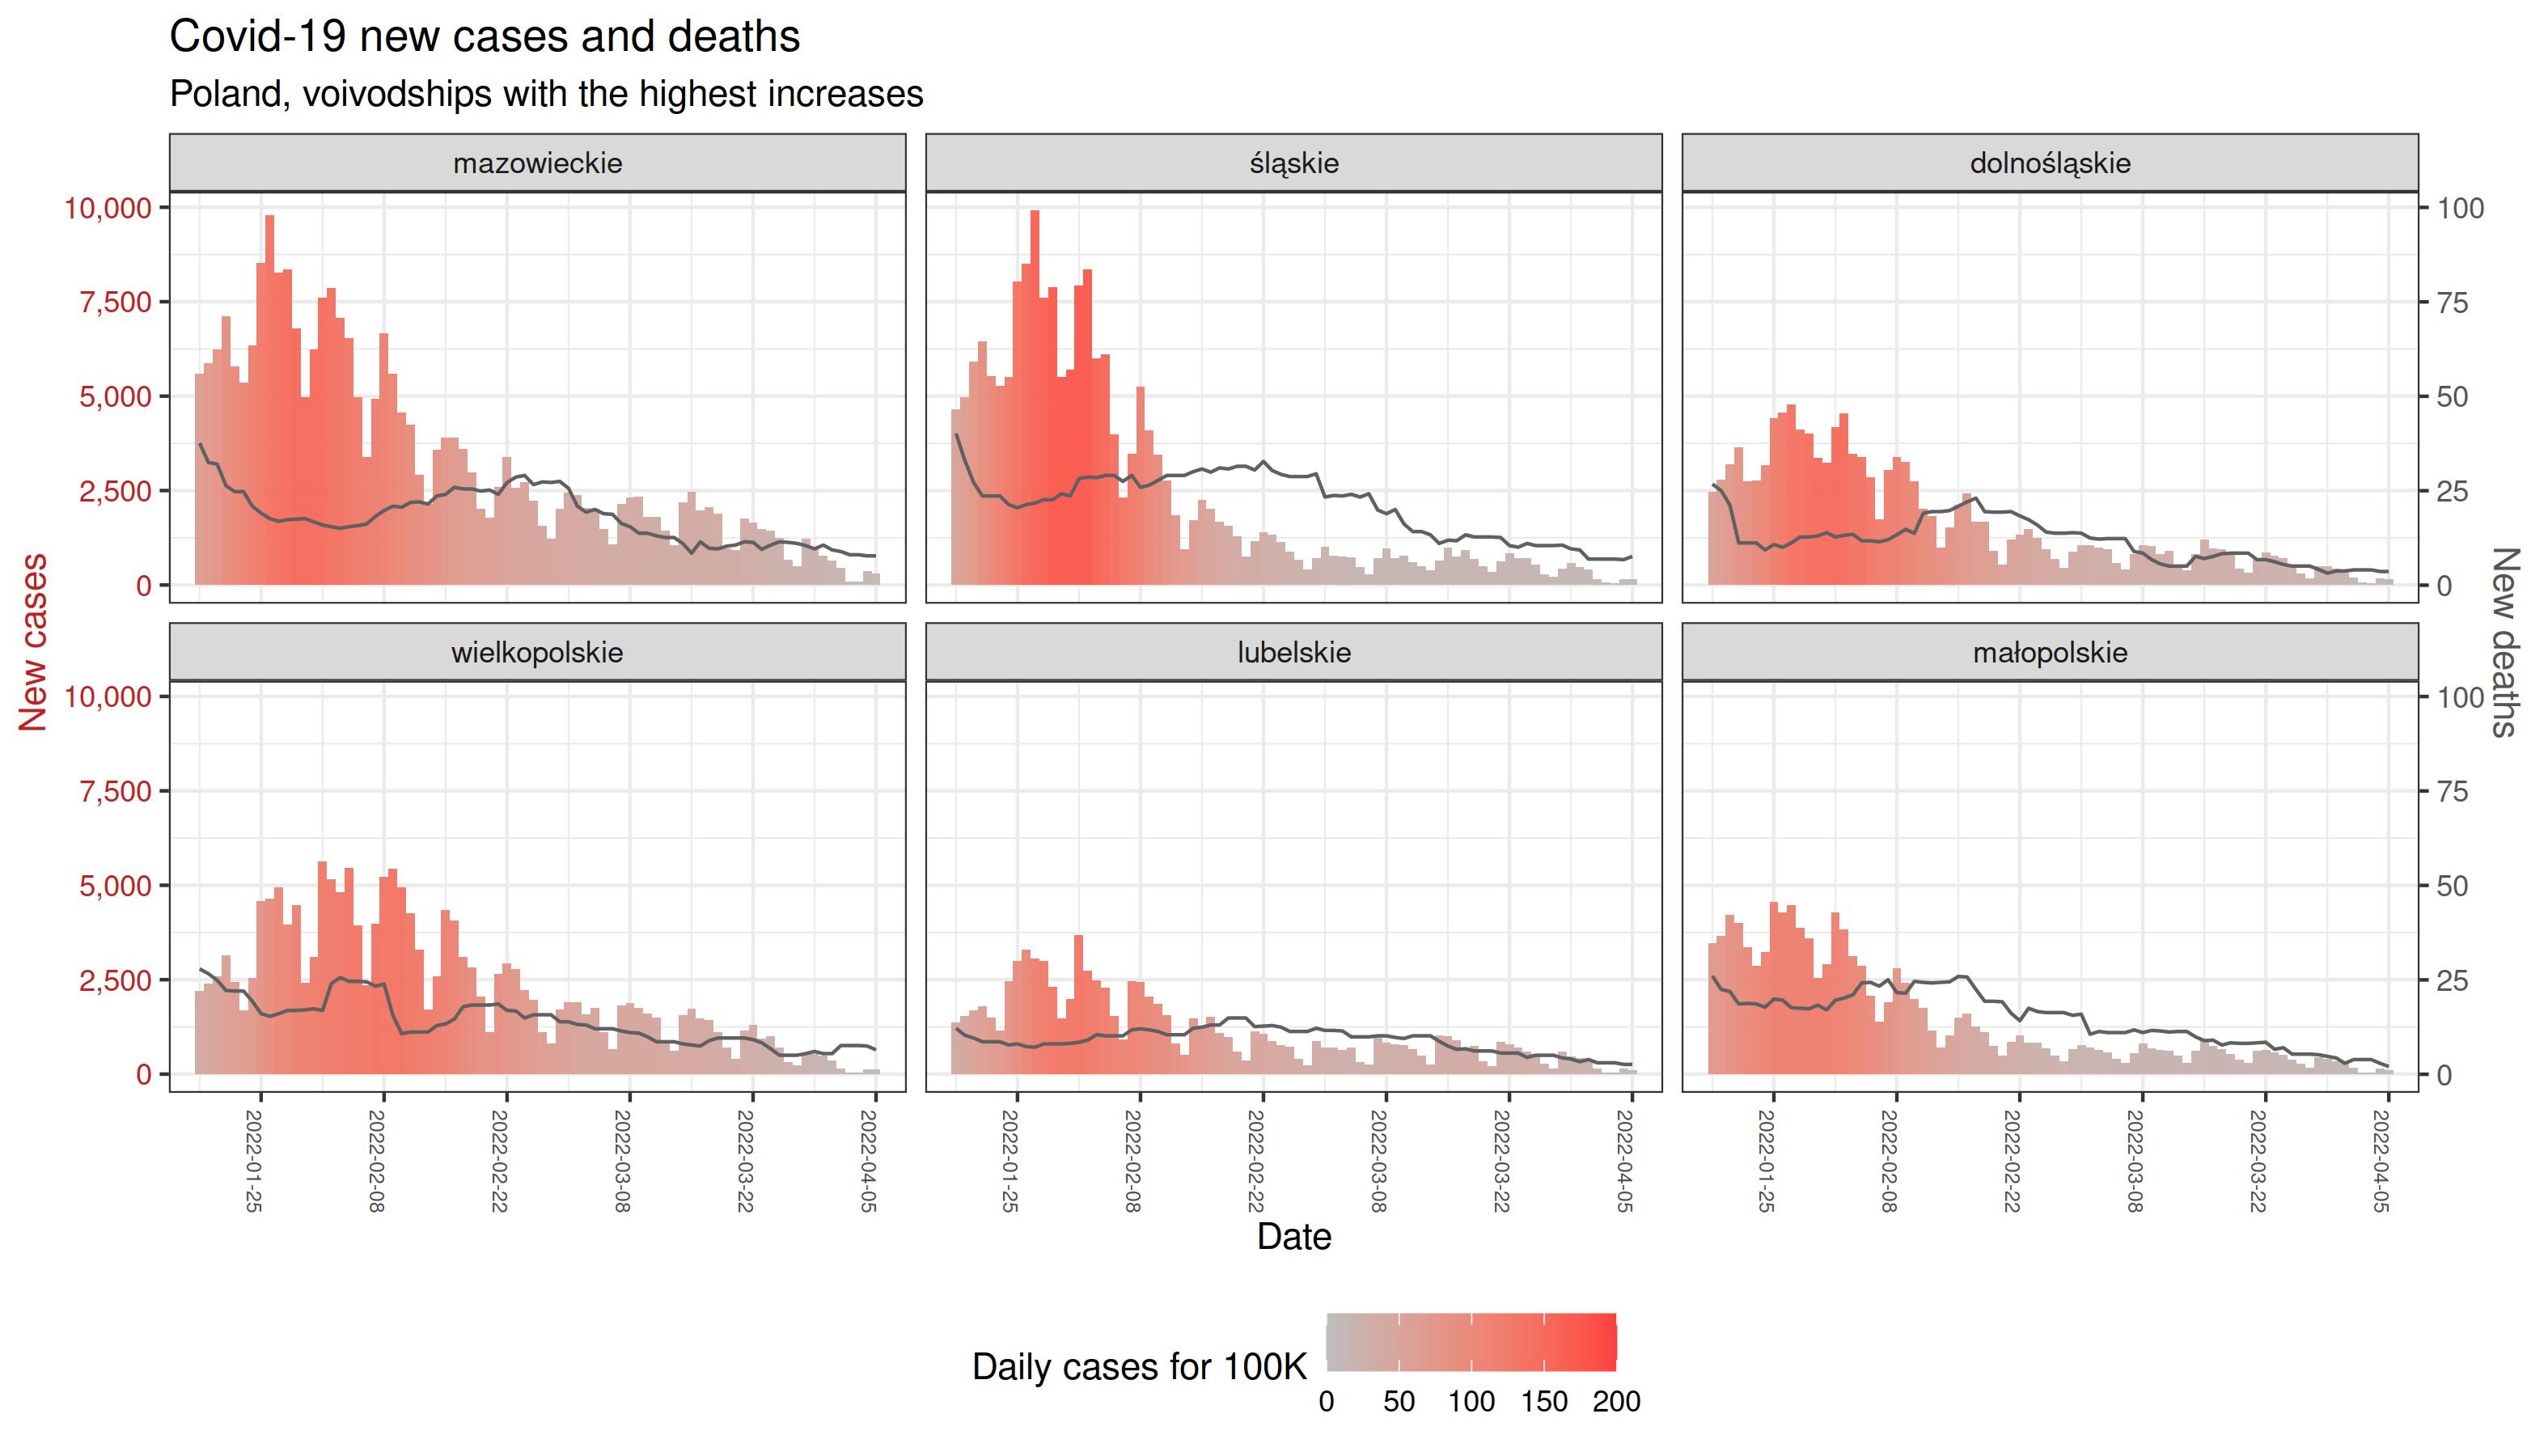 Covid-19 new cases and deaths
Poland, voivodships with the highest increases
mazowieckie
śląskie
dolnośląskie
10,000
7,500
5,000
2,500
0
100
75
50
25
0
New cases
New deaths
wielkopolskie
lubelskie
małopolskie
10,000
7,500
5,000
2,500
0
100
75
50
25
0
2022-01-25
2022-02-08
2022-02-22
2022-03-08
2022-03-22
2022-04-05
2022-01-25
2022-02-08
2022-02-22
2022-03-08
2022-03-22
2022-04-05
2022-01-25
2022-02-08
2022-02-22
2022-03-08
2022-03-22
2022-04-05
Date
Daily cases for 100K
0 50 100 150 200